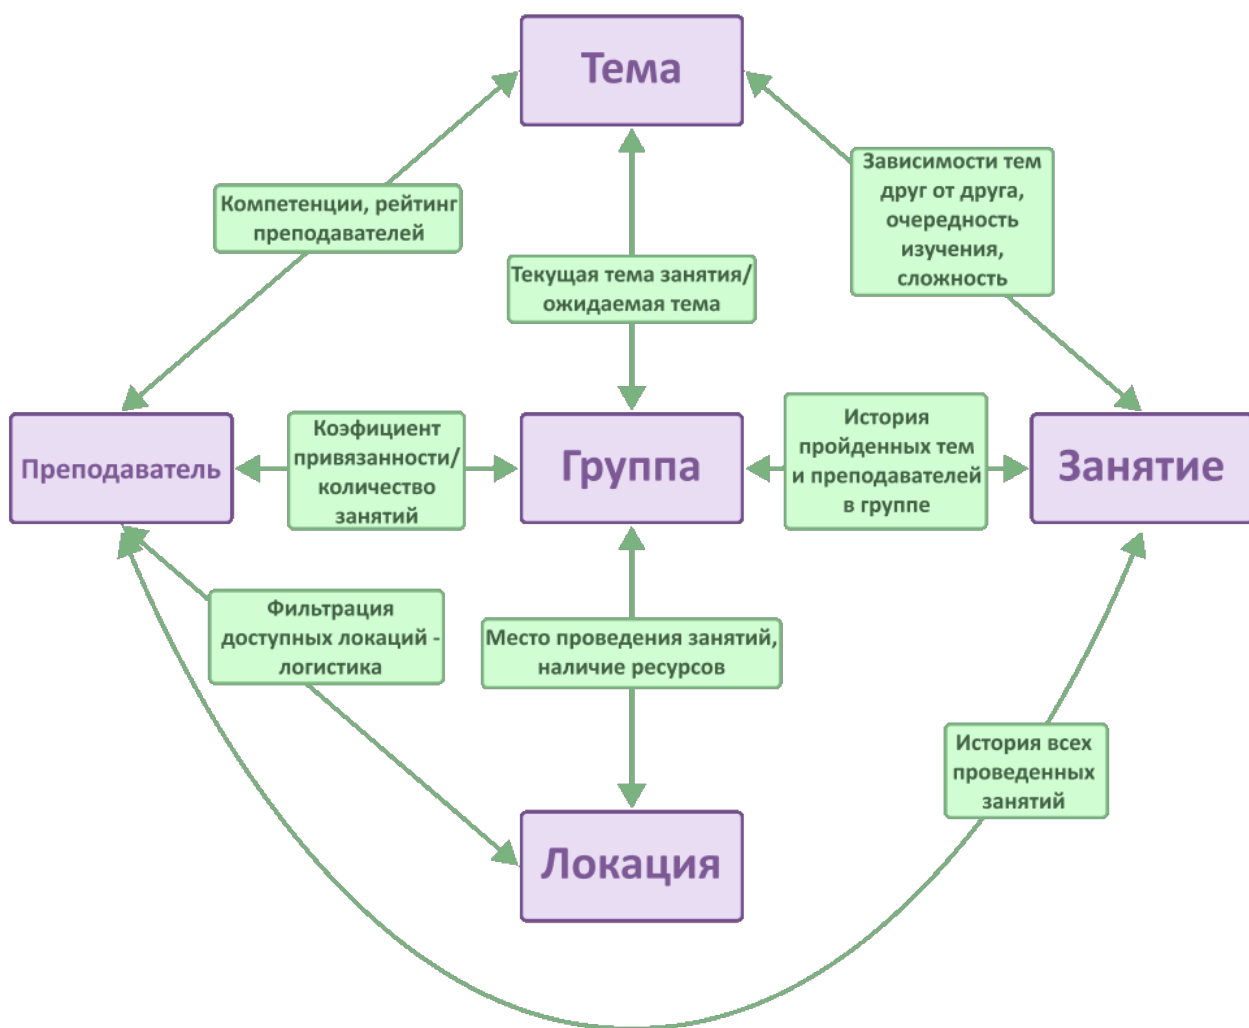 Тема
Зависимости тем
друг от друга,
очередность
изучения,
сложность
Компетенции, рейтинг
преподавателей
Текущая тема занятия/
ожидаемая тема
Преподаватель
Коэфициент
привязанности/
количество
занятий
Группа
История
пройденных тем
и преподавателей
в группе
Занятие
Фильтрация
доступных локаций -
логистика
Место проведения занятий,
наличие ресурсов
История всех
проведенных
занятий
Локация